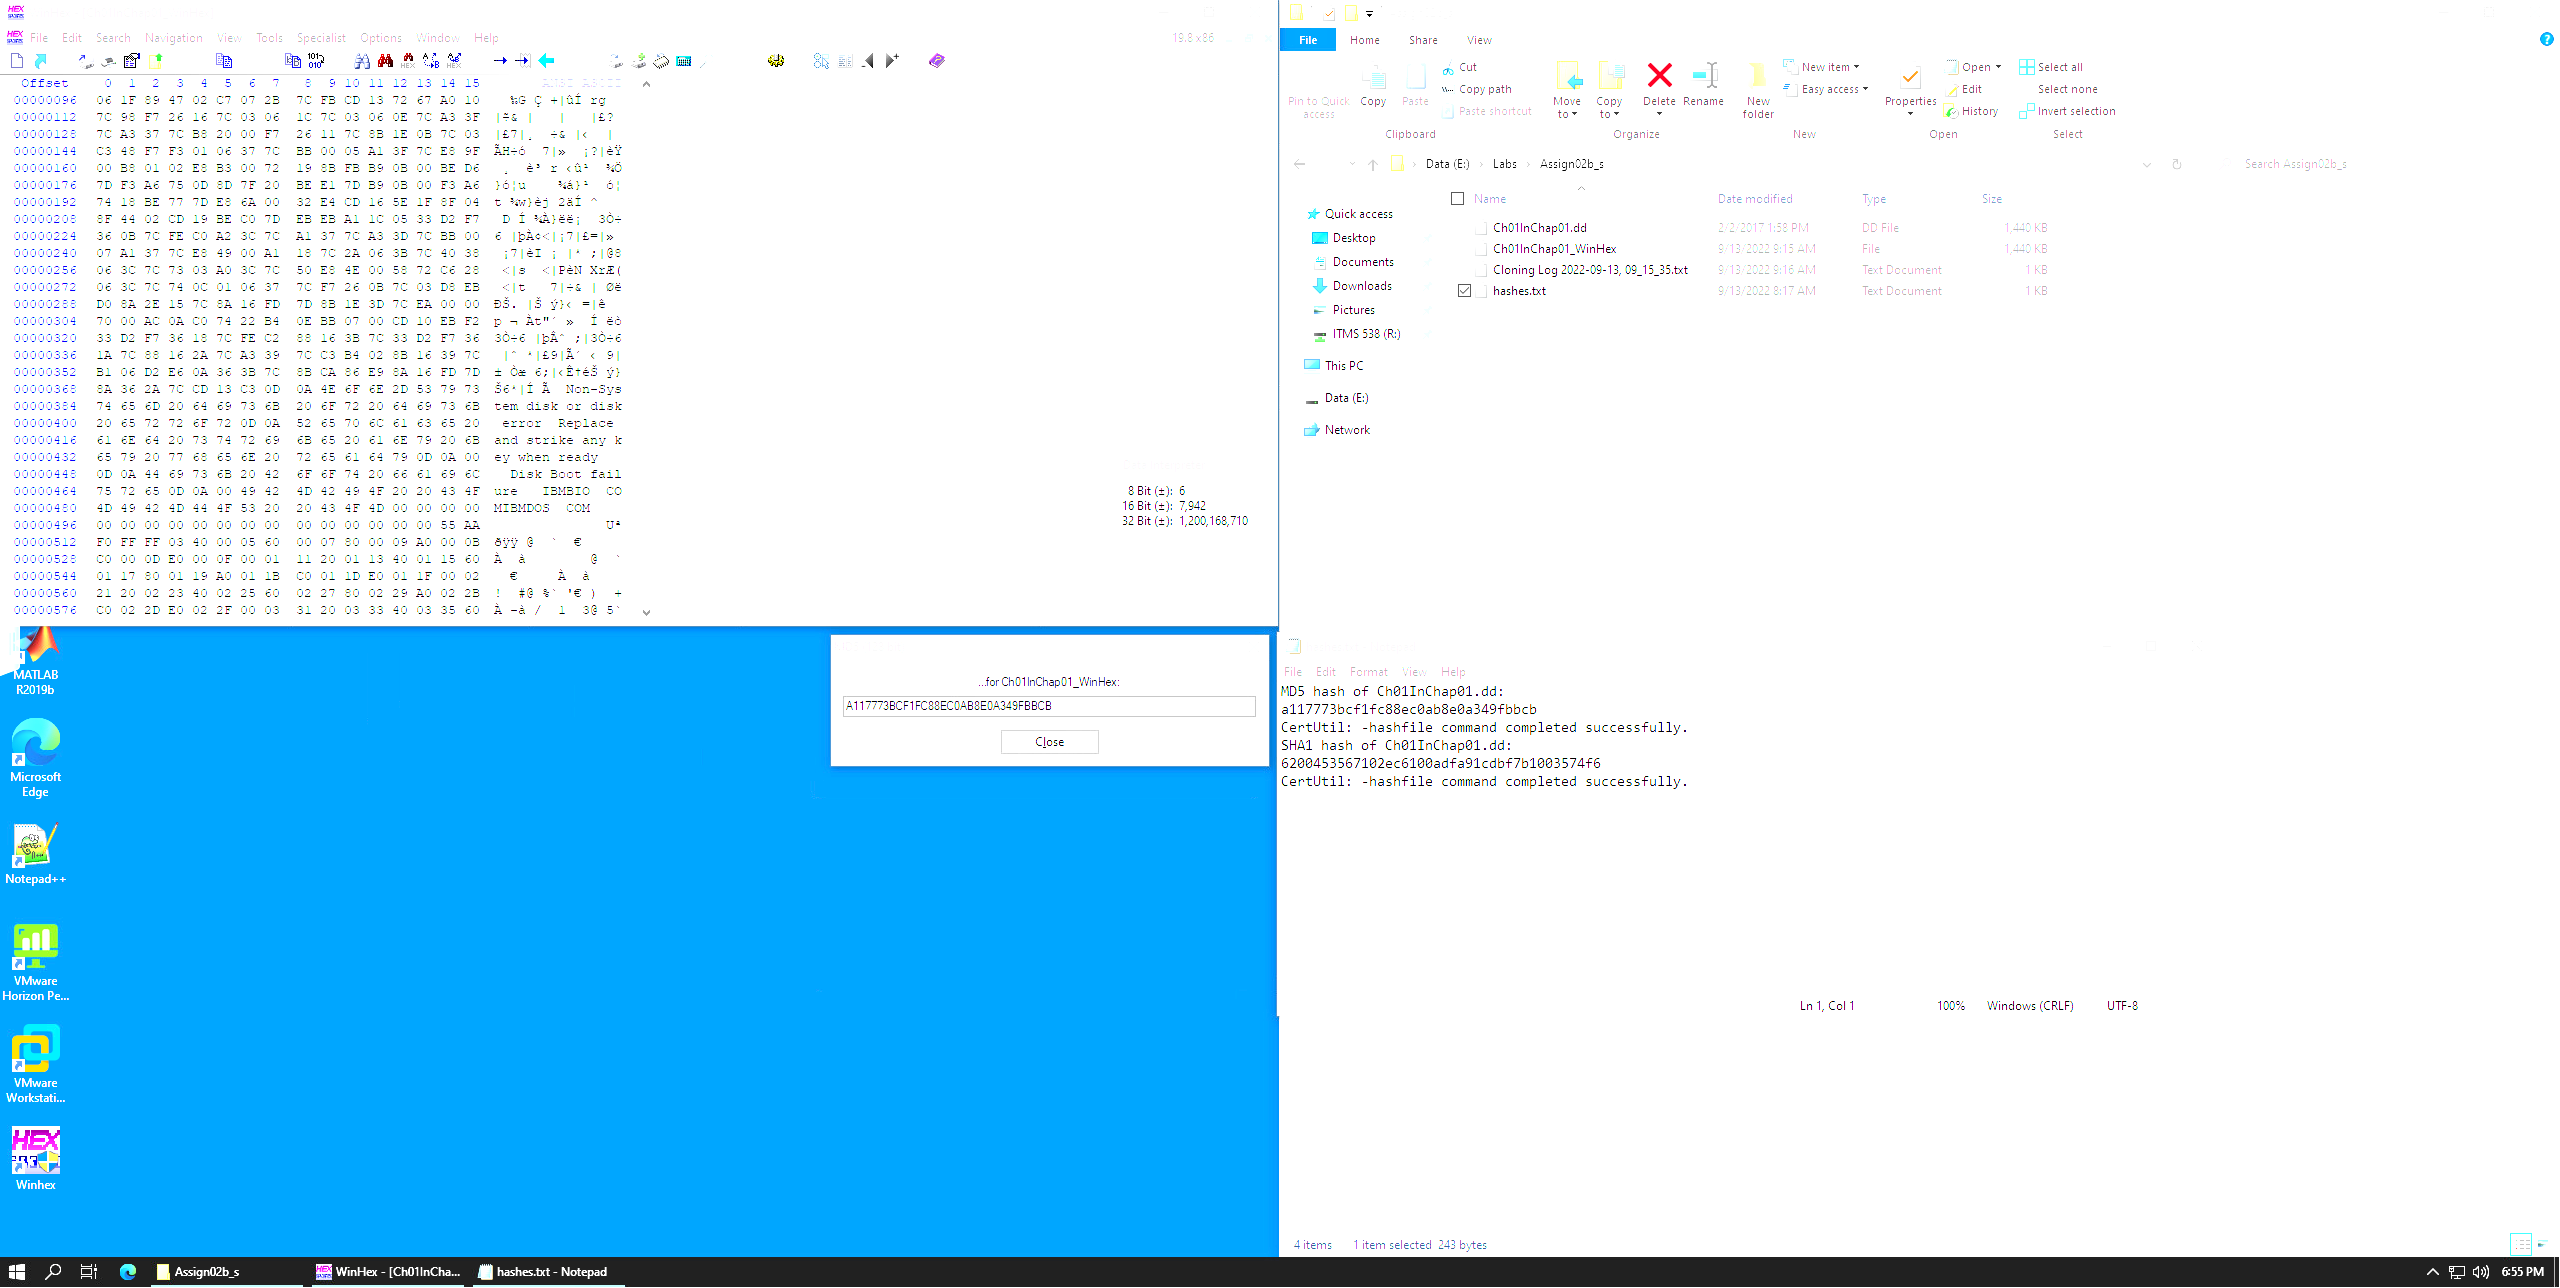 File Edit Search Navigation View Tools Specialist Options Window Help
19.8 x86
Offset 0 1 2 3 4 5 6 7 8 9 10 11 12 13 14 15 ANSI ASCII
00000096 06 1F 89 47 02 C7 07 2B 7C FB CD 13 72 67 A0 10
00000112 7C 98 F7 26 16 7C 03 06 1C 7C 03 06 0E 7C A3 3F
00000128 7C A3 37 7C B8 20 00 F7 26 11 7C 8B 1E 0B 7C 03
00000144 C3 48 F7 F3 01 06 37 7C BB 00 05 A1 3F 7C E8 9F
00000160 00 B8 01 02 E8 B3 00 72 19 8B FB B9 0B 00 BE D6
00000176 7D F3 A6 75 0D 8D 7F 20 BE E1 7D B9 0B 00 F3 A6
00000192 74 18 BE 77 7D E8 6A 00 32 E4 CD 16 5E 1F 8F 04
00000208 8F 44 02 CD 19 BE C0 7D EB EB A1 1C 05 33 D2 F7
00000224 36 0B 7C FE C0 A2 3C 7C A1 37 7C A3 3D 7C BB 00
00000240 07 A1 37 7C E8 49 00 A1 18 7C 2A 06 3B 7C 40 38
00000256 06 3C 7C 73 03 A0 3C 7C 50 E8 4E 00 58 72 C6 28
00000272 06 3C 7C 74 0C 01 06 37 7C F7 26 0B 7C 03 D8 EB
00000288 D0 8A 2E 15 7C 8A 16 FD 7D 8B 1E 3D 7C EA 00 00
00000304 70 00 AC 0A C0 74 22 B4 0E BB 07 00 CD 10 EB F2
00000320 33 D2 F7 36 18 7C FE C2 88 16 3B 7C 33 D2 F7 36
00000336 1A 7C 88 16 2A 7C A3 39 7C C3 B4 02 8B 16 39 7C
00000352 B1 06 D2 E6 0A 36 3B 7C 8B CA 86 E9 8A 16 FD 7D
00000368 8A 36 2A 7C CD 13 C3 0D 0A 4E 6F 6E 2D 53 79 73 Š6*|Í Ã Non-Sys
00000384 74 65 6D 20 64 69 73 6B 20 6F 72 20 64 69 73 6B tem disk or disk
00000400 20 65 72 72 6F 72 0D 0A 52 65 70 6C 61 63 65 20 error Replace
00000416 61 6E 64 20 73 74 72 69 6B 65 20 61 6E 79 20 6B and strike any k
00000432 65 79 20 77 68 65 6E 20 72 65 61 64 79 0D 0A 00 ey when ready
00000448 0D 0A 44 69 73 6B 20 42 6F 6F 74 20 66 61 69 6C Disk Boot fail
00000464 75 72 65 0D 0A 00 49 42 4D 42 49 4F 20 20 43 4F ure IBMBIO CO
00000480 4D 49 42 4D 44 4F 53 20 20 43 4F 4D 00 00 00 00 MIBMDOS COM
00000496 00 00 00 00 00 00 00 00 00 00 00 00 00 00 55 AA Uª
00000512 F0 FF FF 03 40 00 05 60 00 07 80 00 09 A0 00 0B ðÿÿ @ ` €
00000528 C0 00 0D E0 00 0F 00 01 11 20 01 13 40 01 15 60 À à @ `
00000544 01 17 80 01 19 A0 01 1B C0 01 1D E0 01 1F 00 02 € À à
00000560 21 20 02 23 40 02 25 60 02 27 80 02 29 A0 02 2B ! #@ %` '€ ) +
00000576 C0 02 2D E0 02 2F 00 03 31 20 03 33 40 03 35 60 À -à / 1 3@ 5`
8 Bit (±): 6
16 Bit (±): 7,942
32 Bit (±): 1,200,168,710
File Home Share View
Pin to Quick access
Copy
Paste
Cut
Copy path
Paste shortcut
Clipboard
Move to
Copy to
Delete
Rename
Organize
New folder
New item
Easy access
New
Properties
Open
Edit
History
Open
Select all
Select none
Invert selection
Select
Data (E:) › Labs › Assign02b_s
Search Assign02b_s
Name Date modified Type Size
Ch01InChap01.dd 2/2/2017 1:58 PM DD File 1,440 KB
Ch01InChap01_WinHex 9/13/2022 9:15 AM File 1,440 KB
Cloning Log 2022-09-13, 09_15_35.txt 9/13/2022 9:16 AM Text Document 1 KB
hashes.txt 9/13/2022 8:17 AM Text Document 1 KB
Quick access
Desktop
Documents
Downloads
Pictures
ITMS 538 (R:)
This PC
Data (E:)
Network
MATLAB
R2019b
Microsoft
Edge
Notepad++
VMware
Horizon Pe...
VMware
Workstati...
Winhex
...for Ch01InChap01_WinHex:
A117773BCF1FC88EC0AB8E0A349FBBCB
Close
File Edit Format View Help
MD5 hash of Ch01InChap01.dd:
a117773bcf1fc88ec0ab8e0a349fbbcb
CertUtil: -hashfile command completed successfully.
SHA1 hash of Ch01InChap01.dd:
6200453567102ec6100adfa91cdbf7b1003574f6
CertUtil: -hashfile command completed successfully.
Ln 1, Col 1 100% Windows (CRLF) UTF-8
4 items 1 item selected 243 bytes
Assign02b_s
WinHex - [Ch01InCha...
hashes.txt - Notepad
6:55 PM